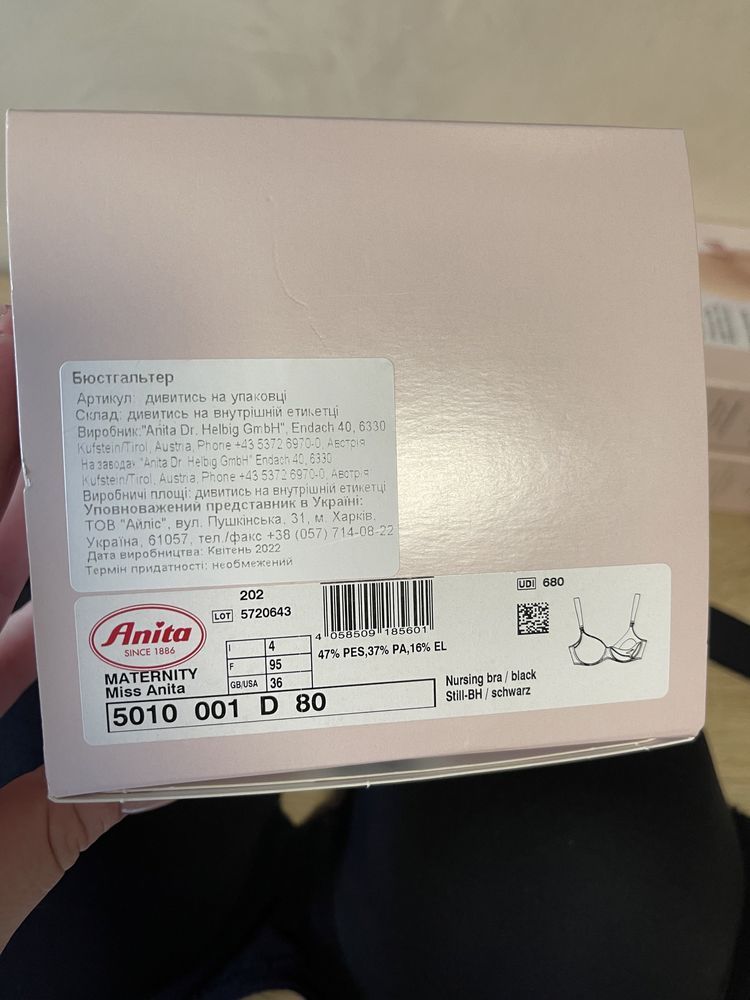 Бюстгальтер
Артикул: дивитись на упаковці
Склад: дивитись на внутрішній етикетці
Виробник:"Anita Dr. Helbig GmbH", Endach 40, 6330
Kufstein/Tirol, Austria, Phone +43 5372 6970-0, Австрія
На заводах "Anita Dr. Helbig GmbH" Endach 40, 6330
Kufstein/Tirol, Austria, Phone +43 5372 6970-0, Австрія
Виробничі площі: дивитись на внутрішній етикетці
Уповноважений представник в Україні:
ТОВ "Айліс", вул. Пушкінська, 31, м. Харків,
Україна, 61057, тел./факс +38 (057) 714-08-22
Дата виробництва: Квітень 2022
Термін придатності: необмежений
202
LOT 5720643
4 058509 185601
UDI 680
Anita
SINCE 1886
MATERNITY
Miss Anita
I 4
F 95
GB/USA 36
47% PES,37% PA,16% EL
Nursing bra / black
Still-BH / schwarz
5010 001 D 80